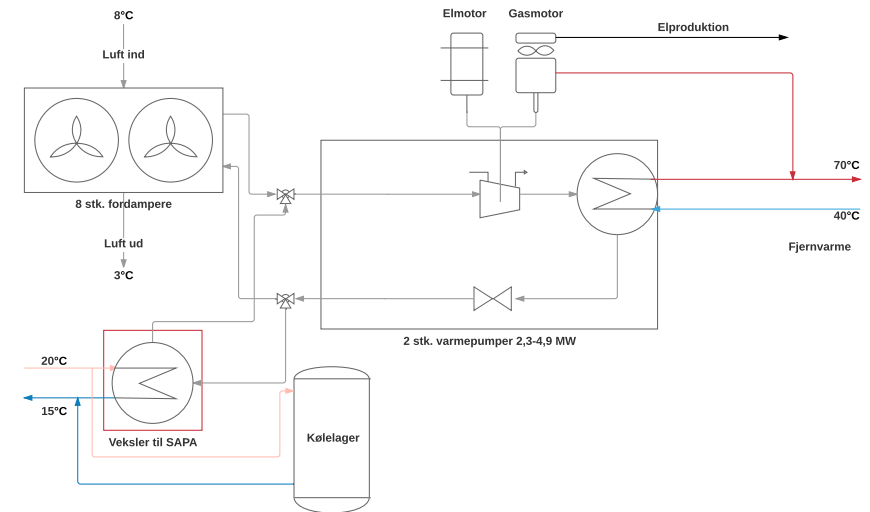 8°C
Elmotor
Gasmotor
Elproduktion
Luft ind
70°C
8 stk. fordampere
40°C
Luft ud
Fjernvarme
3°C
2 stk. varmepumper 2,3-4,9 MW
20°C
15°C
Veksler til SAPA
Kølelager